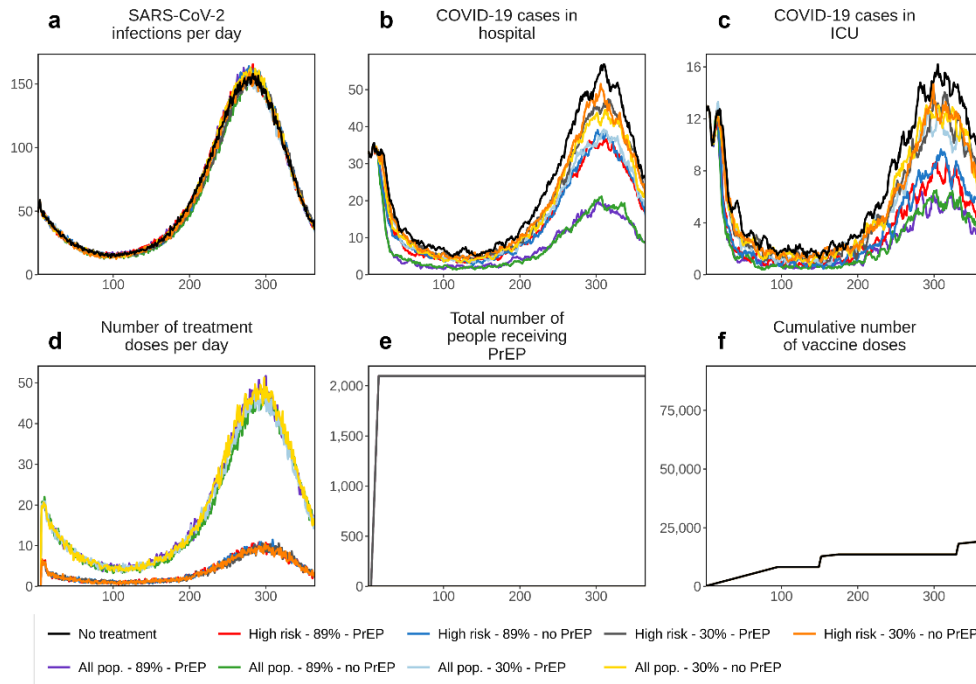 a SARS-CoV-2
infections per day
150
100
50
0
100 200 300
b COVID-19 cases in
hospital
60
50
40
30
20
10
0
100 200 300
c COVID-19 cases in
ICU
16
12
8
4
0
100 200 300
d Number of treatment
doses per day
50
40
30
20
10
0
100 200 300
e Total number of
people receiving
PrEP
2,000
1,500
1,000
500
0
100 200 300
f Cumulative number
of vaccine doses
75,000
50,000
25,000
0
100 200 300
No treatment High risk - 89% - PrEP High risk - 89% - no PrEP High risk - 30% - PrEP High risk - 30% - no PrEP
All pop. - 89% - PrEP All pop. - 89% - no PrEP All pop. - 30% - PrEP All pop. - 30% - no PrEP